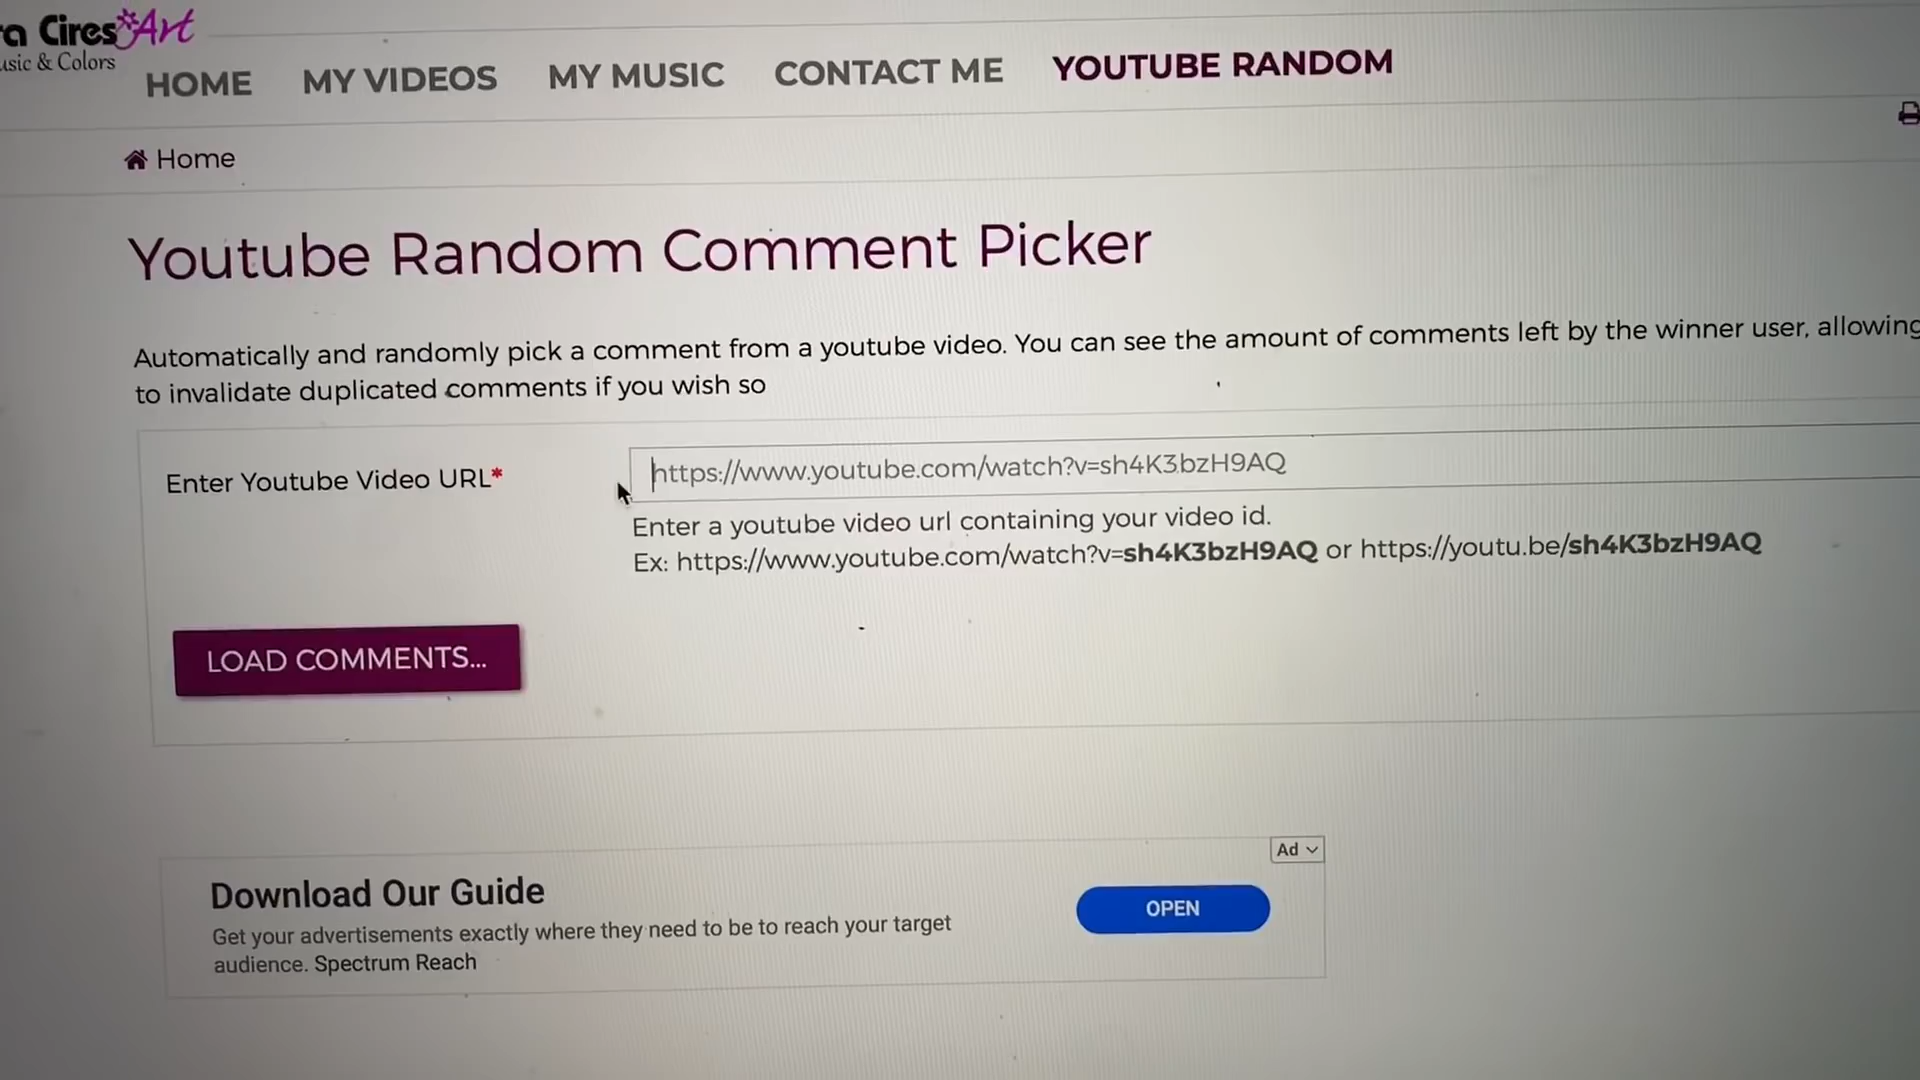 a Cires Art
usic & Colors
HOME MY VIDEOS MY MUSIC CONTACT ME YOUTUBE RANDOM
Home
Youtube Random Comment Picker
Automatically and randomly pick a comment from a youtube video. You can see the amount of comments left by the winner user, allowing
to invalidate duplicated comments if you wish so
Enter Youtube Video URL*
https://www.youtube.com/watch?v=sh4K3bzH9AQ
Enter a youtube video url containing your video id.
Ex: https://www.youtube.com/watch?v=sh4K3bzH9AQ or https://youtu.be/sh4K3bzH9AQ
LOAD COMMENTS...
Ad
Download Our Guide
Get your advertisements exactly where they need to be to reach your target
audience. Spectrum Reach
OPEN